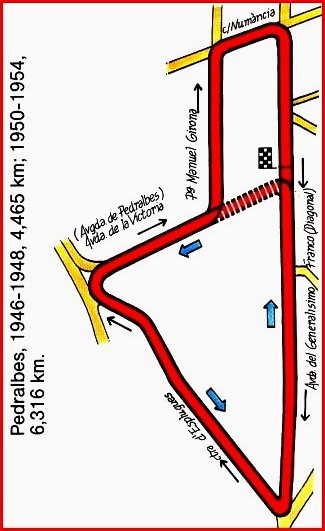 Pedralbes, 1946-1948, 4,465 km; 1950-1954,
6,316 km.
c/Numància
Pº Manuel Girona
(Avgda de Pedralbes)
Avda. de la Victoria
Avda del Generalísimo Franco (Diagonal)
ctra d'Esplugues